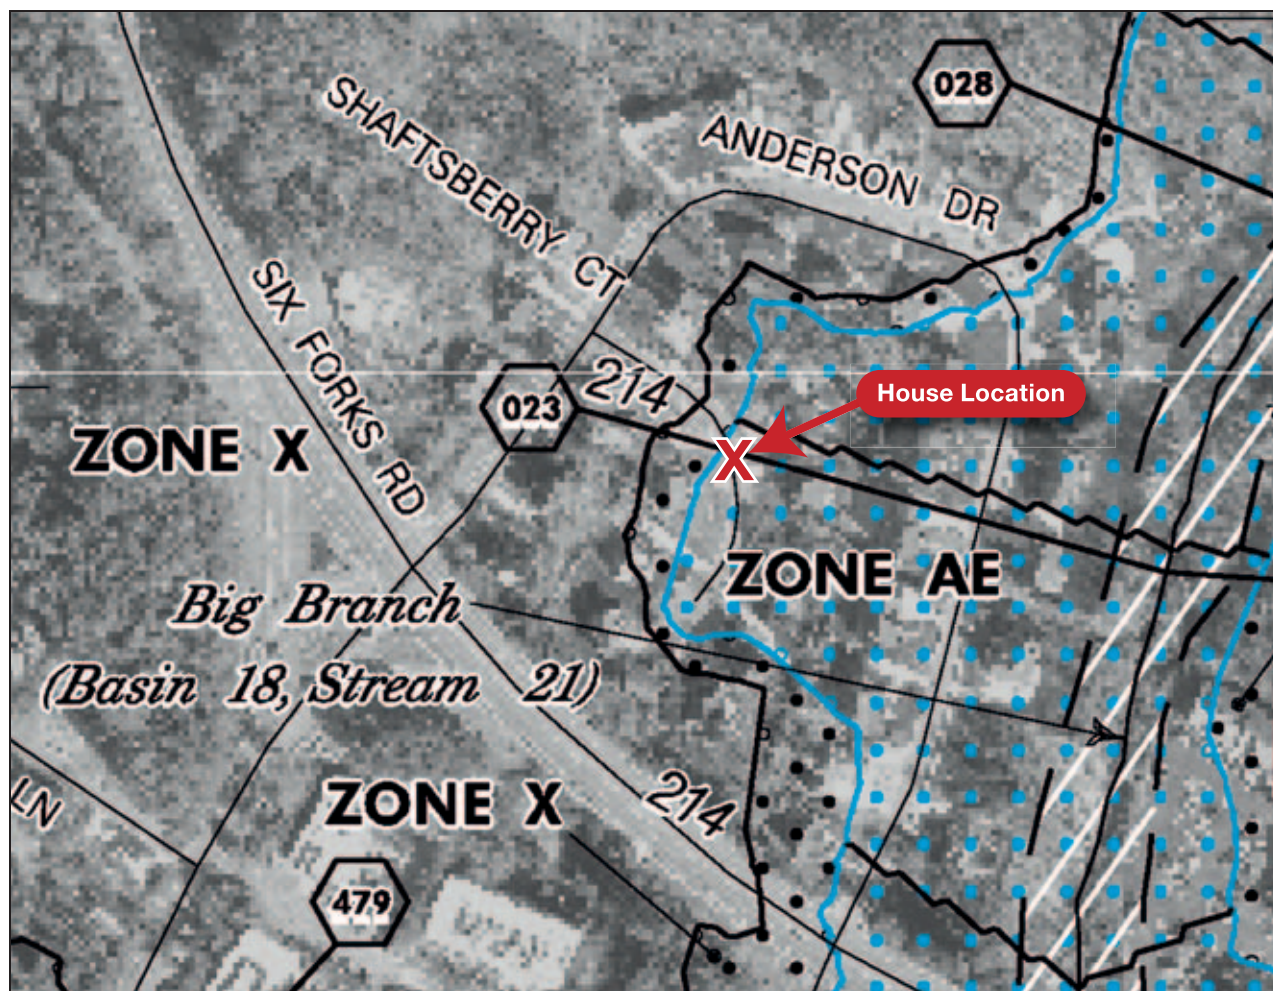 028
SHAFTSBERRY CT
ANDERSON DR
SIX FORKS RD
214
023
House Location
ZONE X
X
ZONE AE
Big Branch
(Basin 18, Stream 21)
ZONE X
214
LN
479